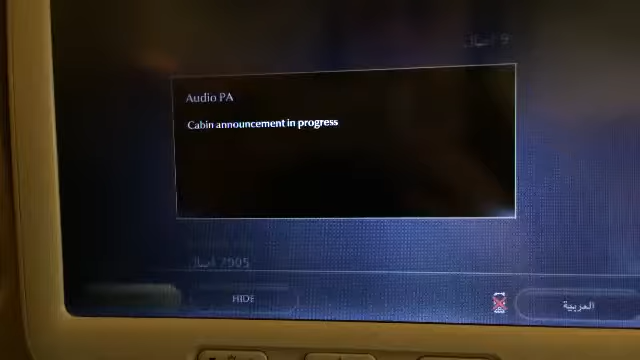 Audio PA
Cabin announcement in progress
HIDE
العربية